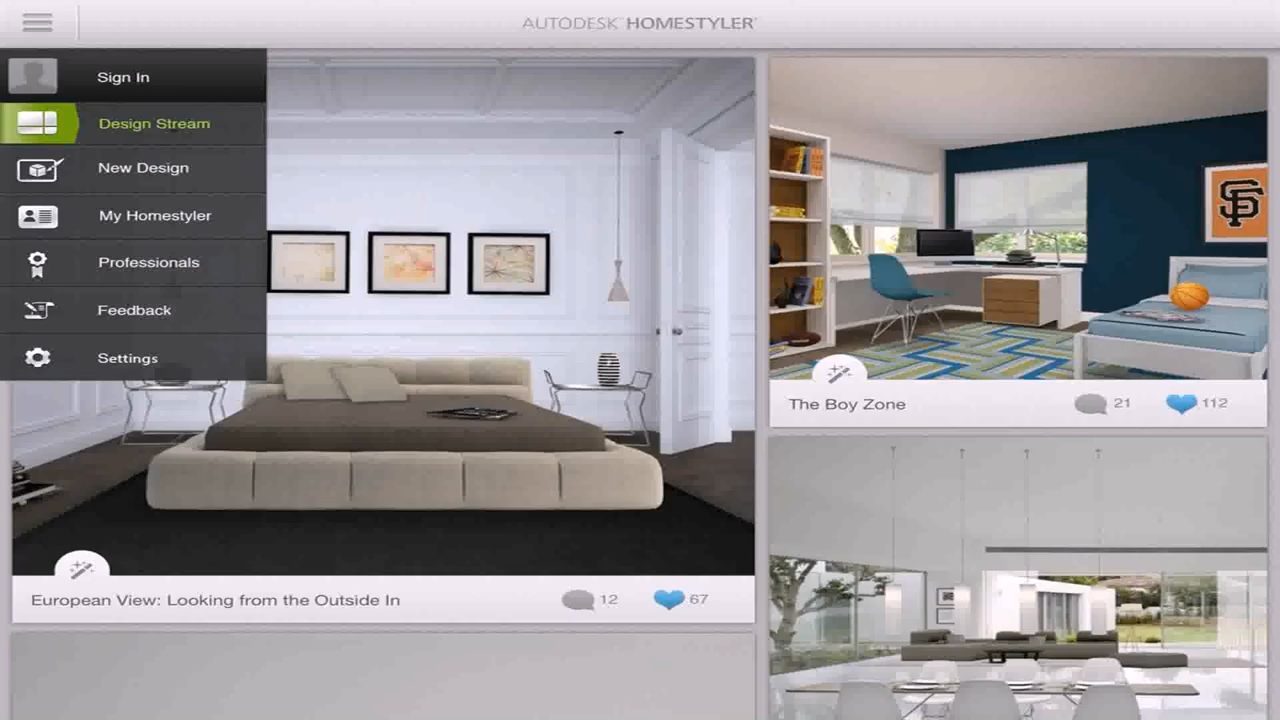 AUTODESK HOMESTYLER
Sign In
Design Stream
New Design
My Homestyler
Professionals
Feedback
Settings
SF
The Boy Zone
21
112
European View: Looking from the Outside In
12
67